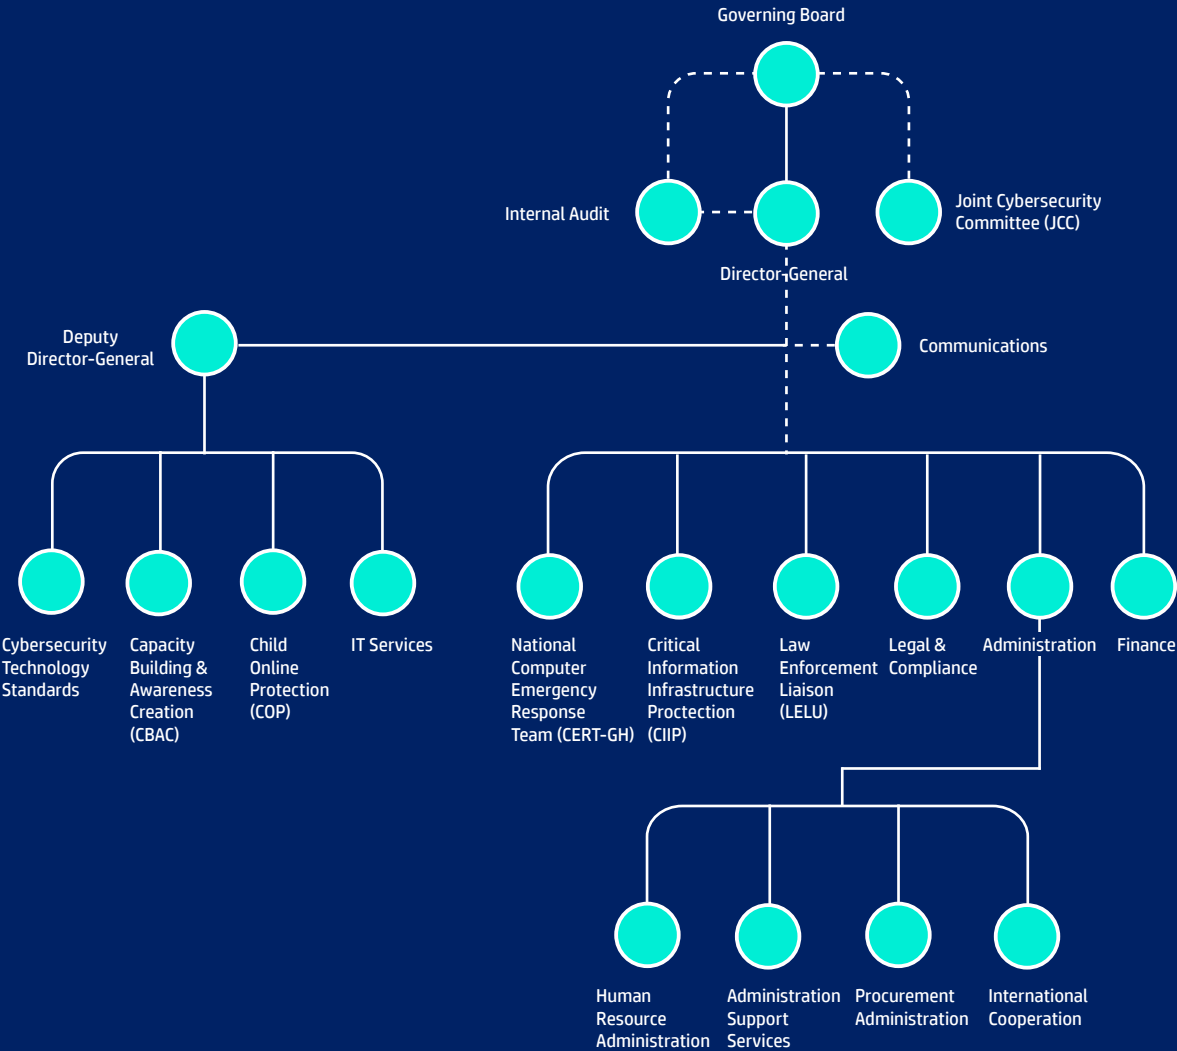 Governing Board
Internal Audit
Joint Cybersecurity
Committee (JCC)
Director-General
Deputy
Director-General
Communications
Cybersecurity
Technology
Standards
Capacity
Building &
Awareness
Creation
(CBAC)
Child
Online
Protection
(COP)
IT Services
National
Computer
Emergency
Response
Team (CERT-GH)
Critical
Information
Infrastructure
Proctection
(CIIP)
Law
Enforcement
Liaison
(LELU)
Legal &
Compliance
Administration
Finance
Human
Resource
Administration
Administration
Support
Services
Procurement
Administration
International
Cooperation